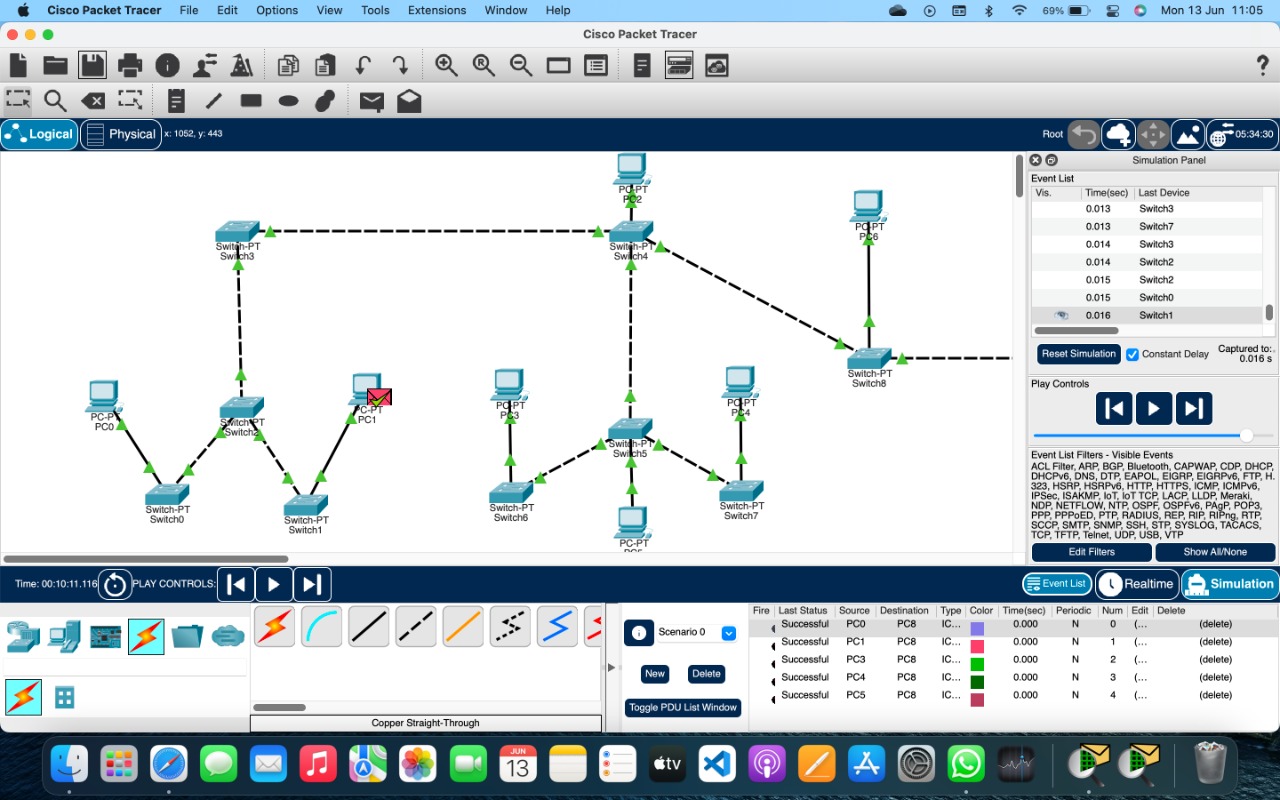 Cisco Packet Tracer File Edit Options View Tools Extensions Window Help 69% Mon 13 Jun 11:05
Cisco Packet Tracer
?
Logical Physical x: 1052, y: 443 Root 05:34:30
Simulation Panel
Event List
Vis. Time(sec) Last Device
0.013 Switch3
0.013 Switch7
0.014 Switch3
0.014 Switch2
0.015 Switch2
0.015 Switch0
0.016 Switch1
Reset Simulation Constant Delay Captured to:.
0.016 s
Play Controls
Event List Filters - Visible Events
ACL Filter, ARP, BGP, Bluetooth, CAPWAP, CDP, DHCP,
DHCPv6, DNS, DTP, EAPOL, EIGRP, EIGRPv6, FTP, H.
323, HSRP, HSRPv6, HTTP, HTTPS, ICMP, ICMPv6,
IPSec, ISAKMP, IoT, IoT TCP, LACP, LLDP, Meraki,
NDP, NETFLOW, NTP, OSPF, OSPFv6, PAgP, POP3,
PPP, PPPoED, PTP, RADIUS, REP, RIP, RIPng, RTP,
SCCP, SMTP, SNMP, SSH, STP, SYSLOG, TACACS,
TCP, TFTP, Telnet, UDP, USB, VTP
Edit Filters Show All/None
PC-PT
PC2
PC-PT
PC6
Switch-PT
Switch3
Switch-PT
Switch4
Switch-PT
Switch8
PC-PT
PC0
Switch-PT
Switch2
PC-PT
PC1
PC-PT
PC3
Switch-PT
Switch5
PC-PT
PC4
Switch-PT
Switch0
Switch-PT
Switch1
Switch-PT
Switch6
Switch-PT
Switch7
PC-PT
PC5
Time: 00:10:11.116 PLAY CONTROLS: Event List Realtime Simulation
Scenario 0
New Delete
Toggle PDU List Window
Copper Straight-Through
Fire Last Status Source Destination Type Color Time(sec) Periodic Num Edit Delete
Successful PC0 PC8 IC... 0.000 N 0 (... (delete)
Successful PC1 PC8 IC... 0.000 N 1 (... (delete)
Successful PC3 PC8 IC... 0.000 N 2 (... (delete)
Successful PC4 PC8 IC... 0.000 N 3 (... (delete)
Successful PC5 PC8 IC... 0.000 N 4 (... (delete)
JUN
13
tv